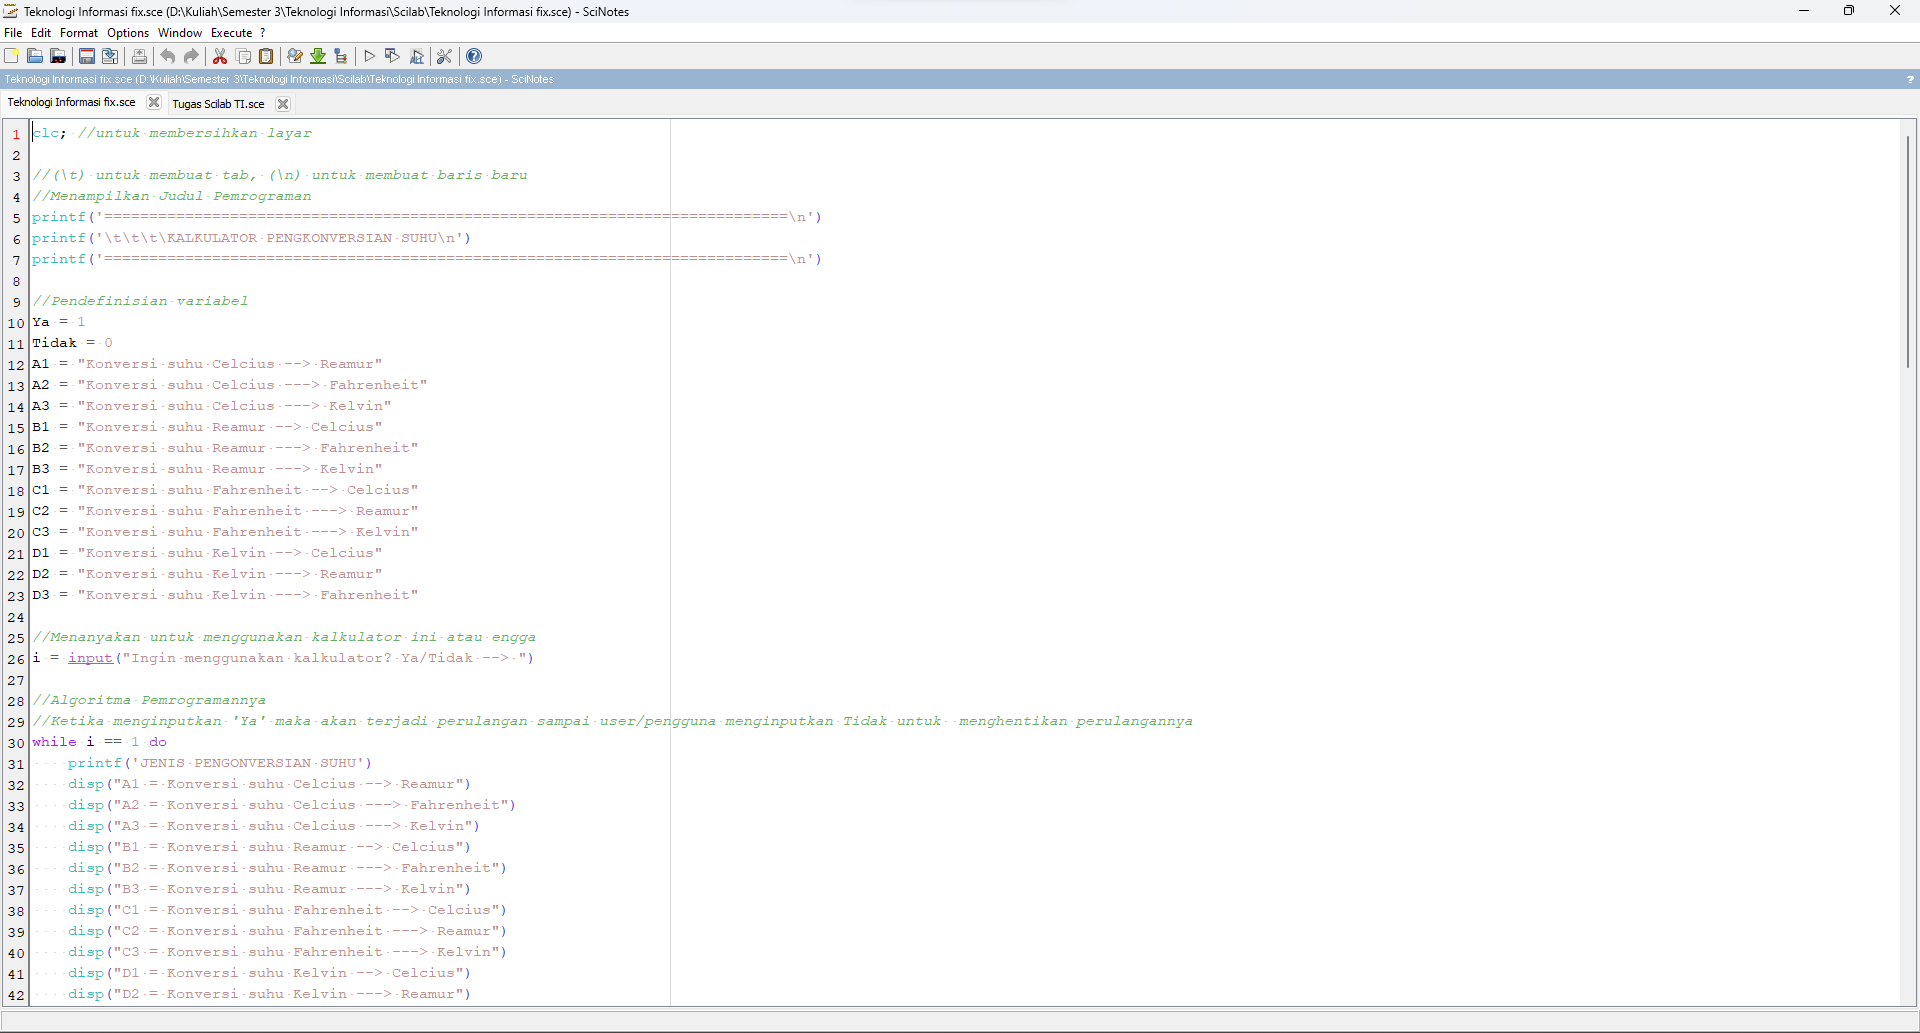 Teknologi Informasi fix.sce (D:\Kuliah\Semester 3\Teknologi Informasi\Scilab\Teknologi Informasi fix.sce) - SciNotes
File Edit Format Options Window Execute ?
Teknologi Informasi fix.sce (D:\Kuliah\Semester 3\Teknologi Informasi\Scilab\Teknologi Informasi fix.sce) - SciNotes ?
Teknologi Informasi fix.sce Tugas Scilab TI.sce
1 clc; //untuk membersihkan layar
2
3 //(\t) untuk membuat tab, (\n) untuk membuat baris baru
4 //Menampilkan Judul Pemrograman
5 printf('============================================================================\n')
6 printf('\t\t\t\KALKULATOR PENGKONVERSIAN SUHU\n')
7 printf('============================================================================\n')
8
9 //Pendefinisian variabel
10 Ya = 1
11 Tidak = 0
12 A1 = "Konversi suhu Celcius --> Reamur"
13 A2 = "Konversi suhu Celcius ---> Fahrenheit"
14 A3 = "Konversi suhu Celcius ---> Kelvin"
15 B1 = "Konversi suhu Reamur --> Celcius"
16 B2 = "Konversi suhu Reamur ---> Fahrenheit"
17 B3 = "Konversi suhu Reamur ---> Kelvin"
18 C1 = "Konversi suhu Fahrenheit --> Celcius"
19 C2 = "Konversi suhu Fahrenheit ---> Reamur"
20 C3 = "Konversi suhu Fahrenheit ---> Kelvin"
21 D1 = "Konversi suhu Kelvin --> Celcius"
22 D2 = "Konversi suhu Kelvin ---> Reamur"
23 D3 = "Konversi suhu Kelvin ---> Fahrenheit"
24
25 //Menanyakan untuk menggunakan kalkulator ini atau engga
26 i = input("Ingin menggunakan kalkulator? Ya/Tidak --> ")
27
28 //Algoritma Pemrogramannya
29 //Ketika menginputkan 'Ya' maka akan terjadi perulangan sampai user/pengguna menginputkan Tidak untuk  menghentikan perulangannya
30 while i == 1 do
31     printf('JENIS PENGONVERSIAN SUHU')
32     disp("A1 = Konversi suhu Celcius --> Reamur")
33     disp("A2 = Konversi suhu Celcius ---> Fahrenheit")
34     disp("A3 = Konversi suhu Celcius ---> Kelvin")
35     disp("B1 = Konversi suhu Reamur --> Celcius")
36     disp("B2 = Konversi suhu Reamur ---> Fahrenheit")
37     disp("B3 = Konversi suhu Reamur ---> Kelvin")
38     disp("C1 = Konversi suhu Fahrenheit --> Celcius")
39     disp("C2 = Konversi suhu Fahrenheit ---> Reamur")
40     disp("C3 = Konversi suhu Fahrenheit ---> Kelvin")
41     disp("D1 = Konversi suhu Kelvin --> Celcius")
42     disp("D2 = Konversi suhu Kelvin ---> Reamur")